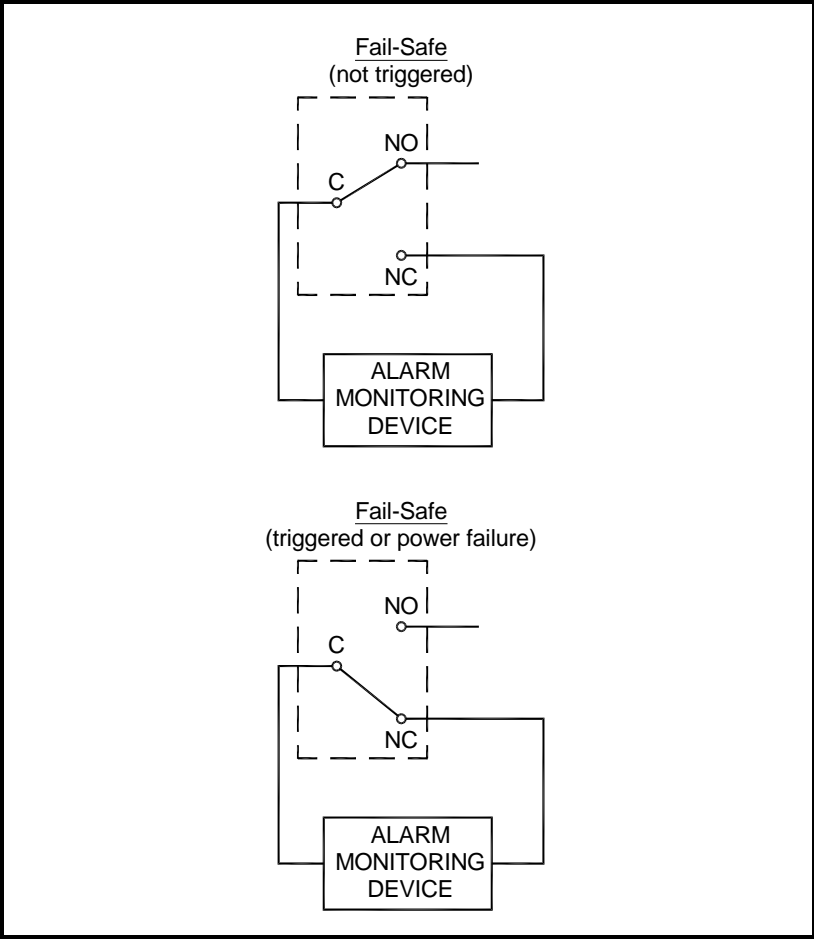 Fail-Safe
(not triggered)
NO
C
NC
ALARM
MONITORING
DEVICE
Fail-Safe
(triggered or power failure)
NO
C
NC
ALARM
MONITORING
DEVICE